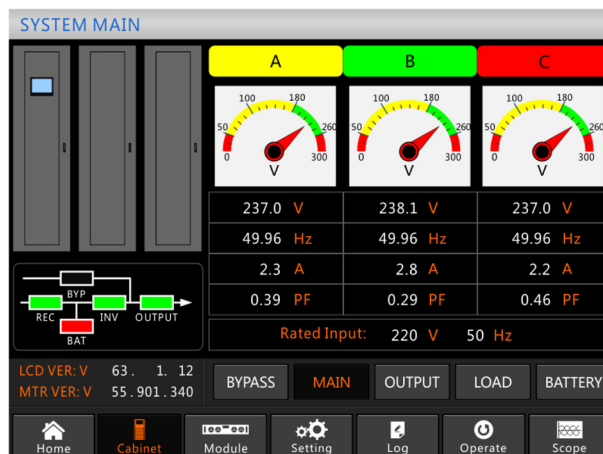 SYSTEM MAIN
A B C
50 100 180 260 0 300 V
50 100 180 260 0 300 V
50 100 180 260 0 300 V
237.0 V 238.1 V 237.0 V
49.96 Hz 49.96 Hz 49.96 Hz
2.3 A 2.8 A 2.2 A
0.39 PF 0.29 PF 0.46 PF
Rated Input: 220 V 50 Hz
BYP
REC INV OUTPUT
BAT
LCD VER: V 63. 1. 12
MTR VER: V 55.901.340
BYPASS MAIN OUTPUT LOAD BATTERY
Home Cabinet Module Setting Log Operate Scope